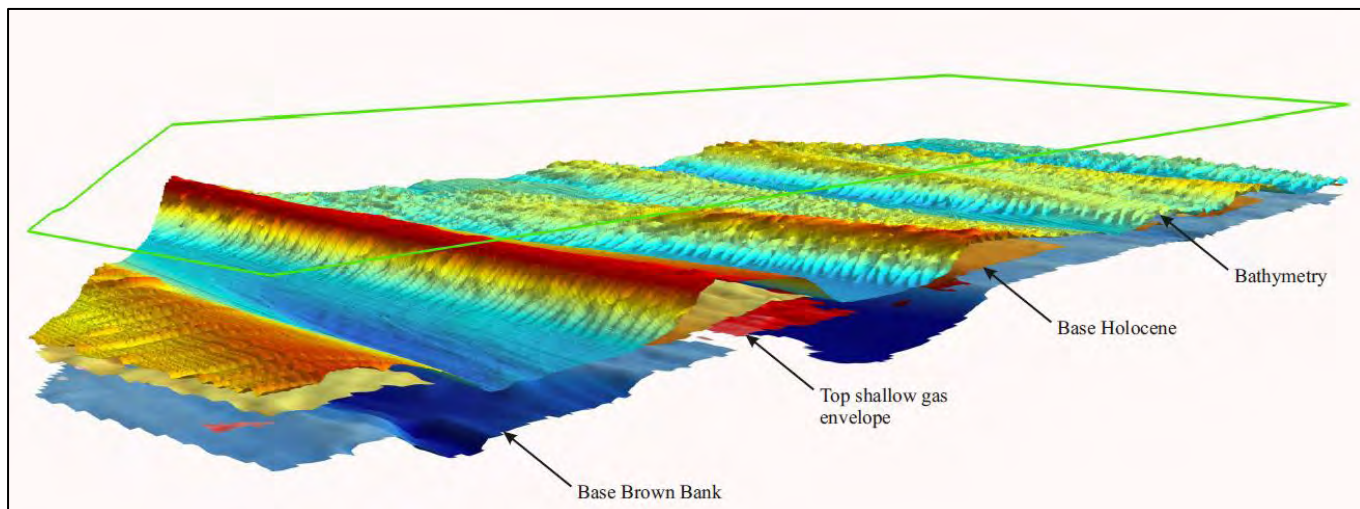 Bathymetry
Base Holocene
Top shallow gas
envelope
Base Brown Bank